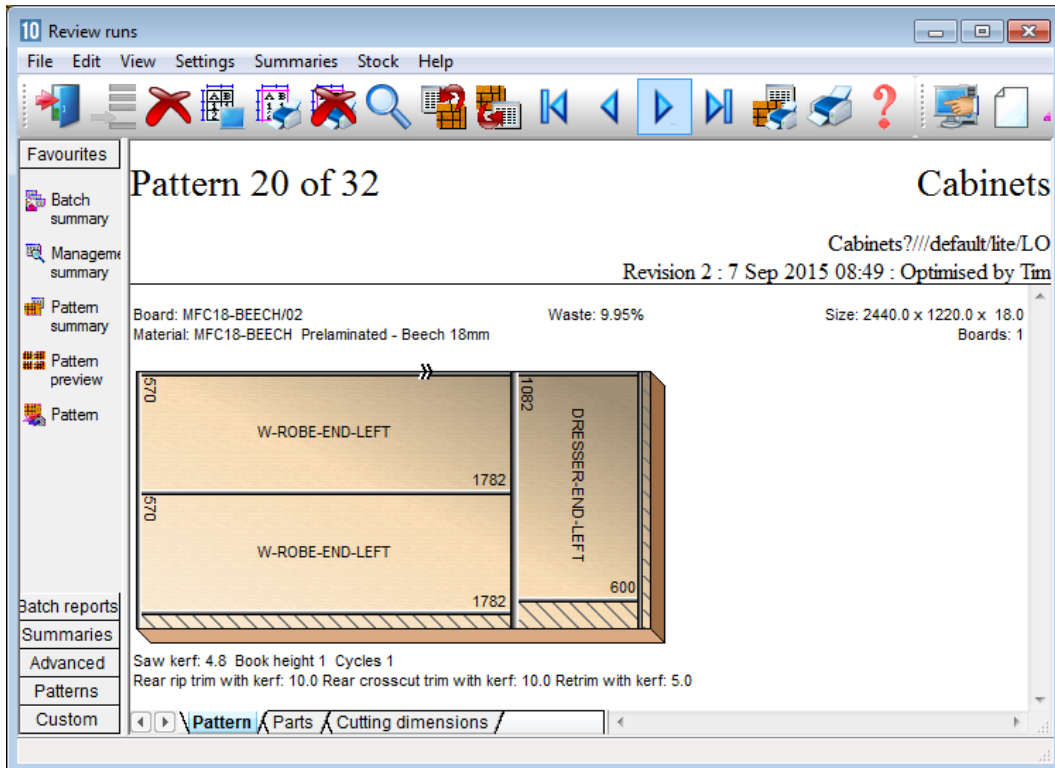 10 Review runs
File Edit View Settings Summaries Stock Help
Favourites
Batch
summary
Manageme
summary
Pattern
summary
Pattern
preview
Pattern
Batch reports
Summaries
Advanced
Patterns
Custom
Pattern 20 of 32
Cabinets
Cabinets?///default/lite/LO
Revision 2 : 7 Sep 2015 08:49 : Optimised by Tim
Board: MFC18-BEECH/02 Waste: 9.95% Size: 2440.0 x 1220.0 x 18.0
Material: MFC18-BEECH Prelaminated - Beech 18mm Boards: 1
570
W-ROBE-END-LEFT
1782
570
W-ROBE-END-LEFT
1782
1082
DRESSER-END-LEFT
600
Saw kerf: 4.8 Book height 1 Cycles 1
Rear rip trim with kerf: 10.0 Rear crosscut trim with kerf: 10.0 Retrim with kerf: 5.0
Pattern Parts Cutting dimensions